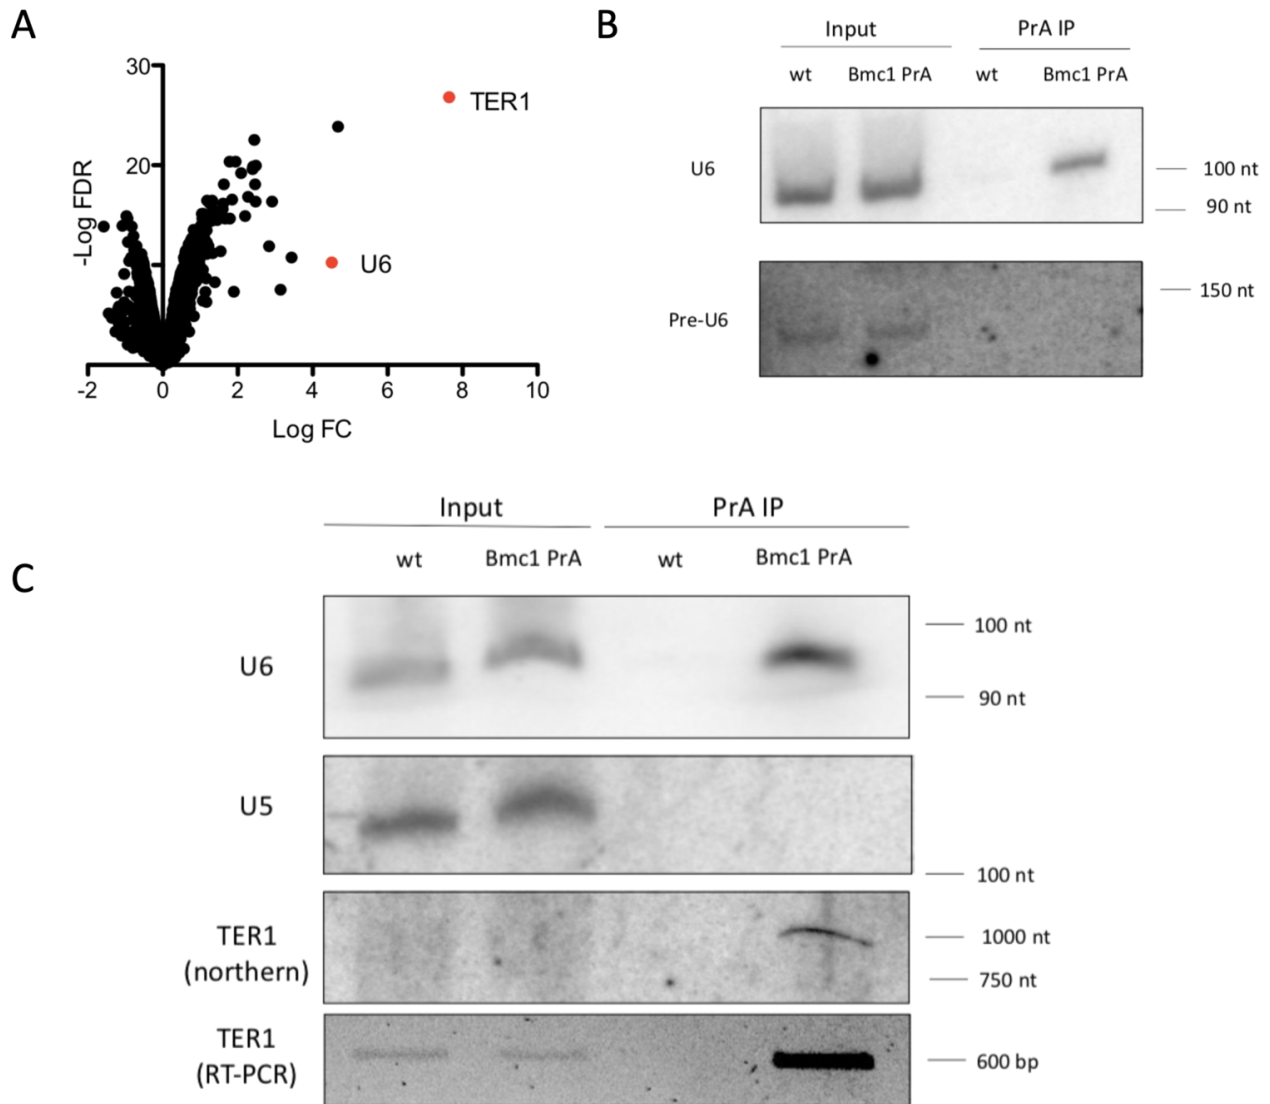 A
30
20
-Log FDR
TER1
U6
-2 0 2 4 6 8 10
Log FC
B
Input PrA IP
wt Bmc1 PrA wt Bmc1 PrA
U6
100 nt
90 nt
Pre-U6
150 nt
C
Input PrA IP
wt Bmc1 PrA wt Bmc1 PrA
U6
100 nt
90 nt
U5
100 nt
TER1
(northern)
1000 nt
750 nt
TER1
(RT-PCR)
600 bp